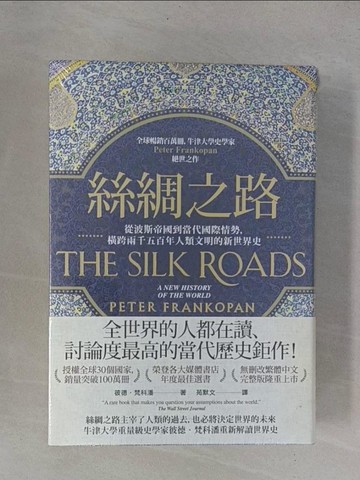 全球暢銷百萬冊,牛津大學史學家
Peter Frankopan
絕世之作
絲綢之路
從波斯帝國到當代國際情勢,
橫跨兩千五百年人類文明的新世界史
THE SILK ROADS
A NEW HISTORY
OF THE WORLD
PETER FRANKOPAN
全世界的人都在讀、
討論度最高的當代歷史鉅作!
授權全球30個國家,
銷量突破100萬冊
榮登各大媒體書店
年度最佳選書
無刪改繁體中文
完整版隆重上市
彼德・梵科潘 著 苑默文 譯
"A rare book that makes you question your assumptions about the world."
The Wall Street Journal
絲綢之路主宰了人類的過去,也必將決定世界的未來
牛津大學重量級史學家彼德、梵科潘重新解讀世界史